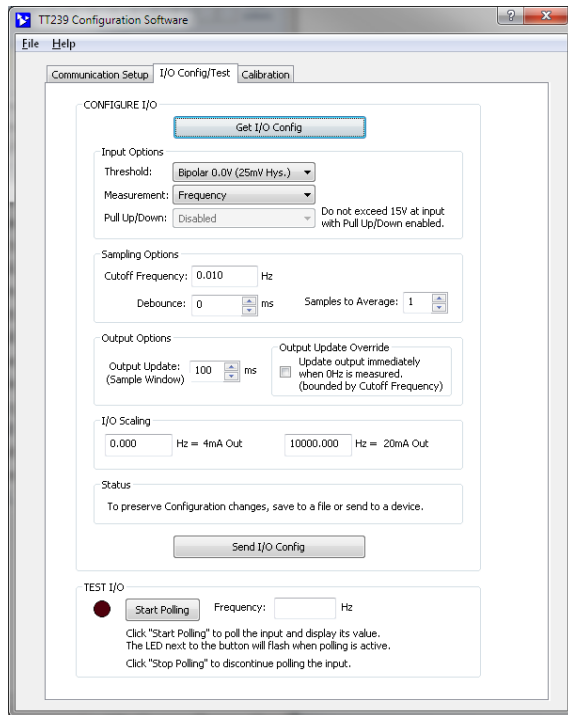 TT239 Configuration Software
File Help
Communication Setup I/O Config/Test Calibration
CONFIGURE I/O
Get I/O Config
Input Options
Threshold: Bipolar 0.0V (25mV Hys.)
Measurement: Frequency
Pull Up/Down: Disabled
Do not exceed 15V at input
with Pull Up/Down enabled.
Sampling Options
Cutoff Frequency: 0.010 Hz
Debounce: 0 ms Samples to Average: 1
Output Options
Output Update: 100 ms
(Sample Window)
Output Update Override
Update output immediately
when 0Hz is measured.
(bounded by Cutoff Frequency)
I/O Scaling
0.000 Hz = 4mA Out 10000.000 Hz = 20mA Out
Status
To preserve Configuration changes, save to a file or send to a device.
Send I/O Config
TEST I/O
Start Polling Frequency: Hz
Click "Start Polling" to poll the input and display its value.
The LED next to the button will flash when polling is active.
Click "Stop Polling" to discontinue polling the input.